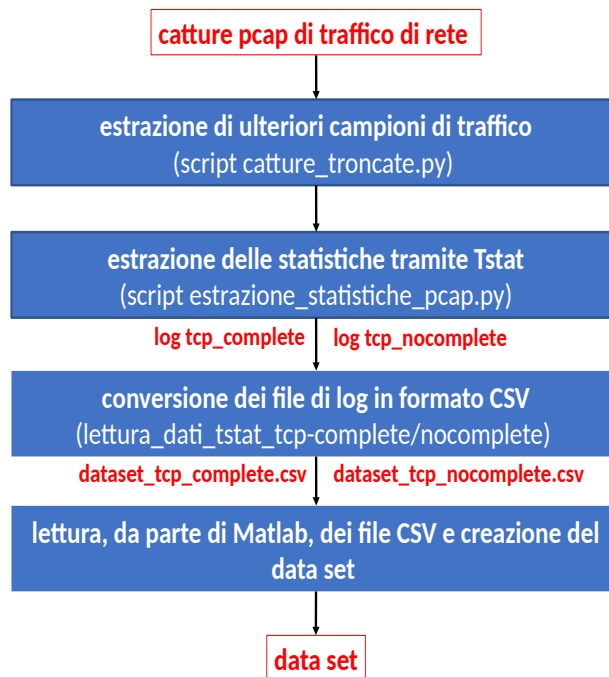 catture pcap di traffico di rete
estrazione di ulteriori campioni di traffico
(script catture_troncate.py)
estrazione delle statistiche tramite Tstat
(script estrazione_statistiche_pcap.py)
log tcp_complete log tcp_nocomplete
conversione dei file di log in formato CSV
(lettura_dati_tstat_tcp-complete/nocomplete)
dataset_tcp_complete.csv dataset_tcp_nocomplete.csv
lettura, da parte di Matlab, dei file CSV e creazione del
data set
data set